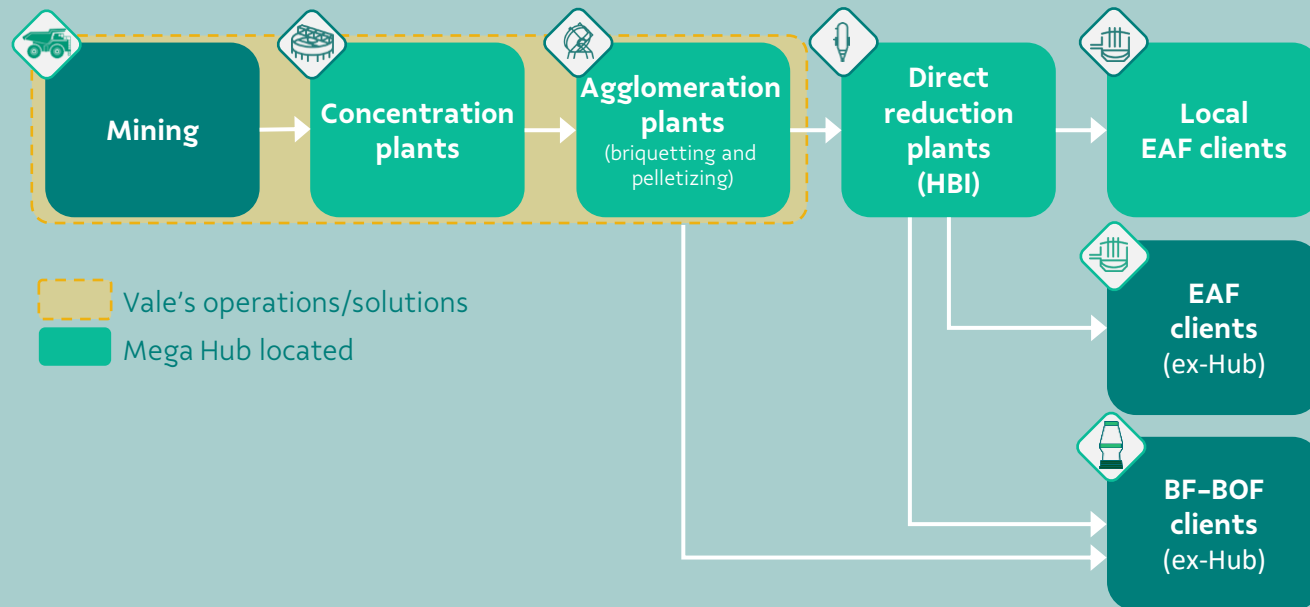 Mining
Concentration
plants
Agglomeration
plants
(briquetting and
pelletizing)
Direct
reduction
plants
(HBI)
Local
EAF clients
Vale's operations/solutions
Mega Hub located
EAF
clients
(ex-Hub)
BF-BOF
clients
(ex-Hub)